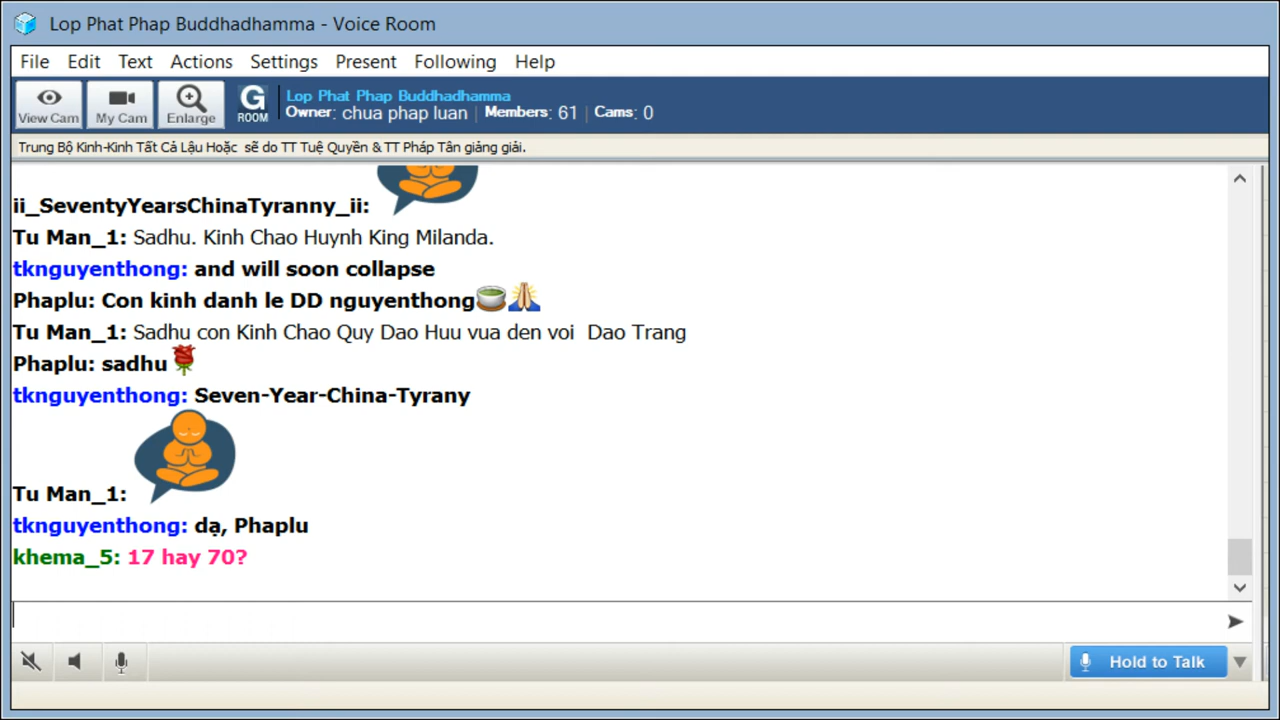 Lop Phat Phap Buddhadhamma - Voice Room
File Edit Text Actions Settings Present Following Help
View Cam My Cam Enlarge G ROOM
Lop Phat Phap Buddhadhamma
Owner: chua phap luan | Members: 61 | Cams: 0
Trung Bộ Kinh-Kinh Tất Cả Lậu Hoặc sẽ do TT Tuệ Quyền & TT Pháp Tân giảng giải.
ii_SeventyYearsChinaTyranny_ii:
Tu Man_1: Sadhu. Kinh Chao Huynh King Milanda.
tknguyenthong: and will soon collapse
Phaplu: Con kinh danh le DD nguyenthong🍵🙏
Tu Man_1: Sadhu con Kinh Chao Quy Dao Huu vua den voi Dao Trang
Phaplu: sadhu🌹
tknguyenthong: Seven-Year-China-Tyrany
Tu Man_1:
tknguyenthong: dạ, Phaplu
khema_5: 17 hay 70?
Hold to Talk